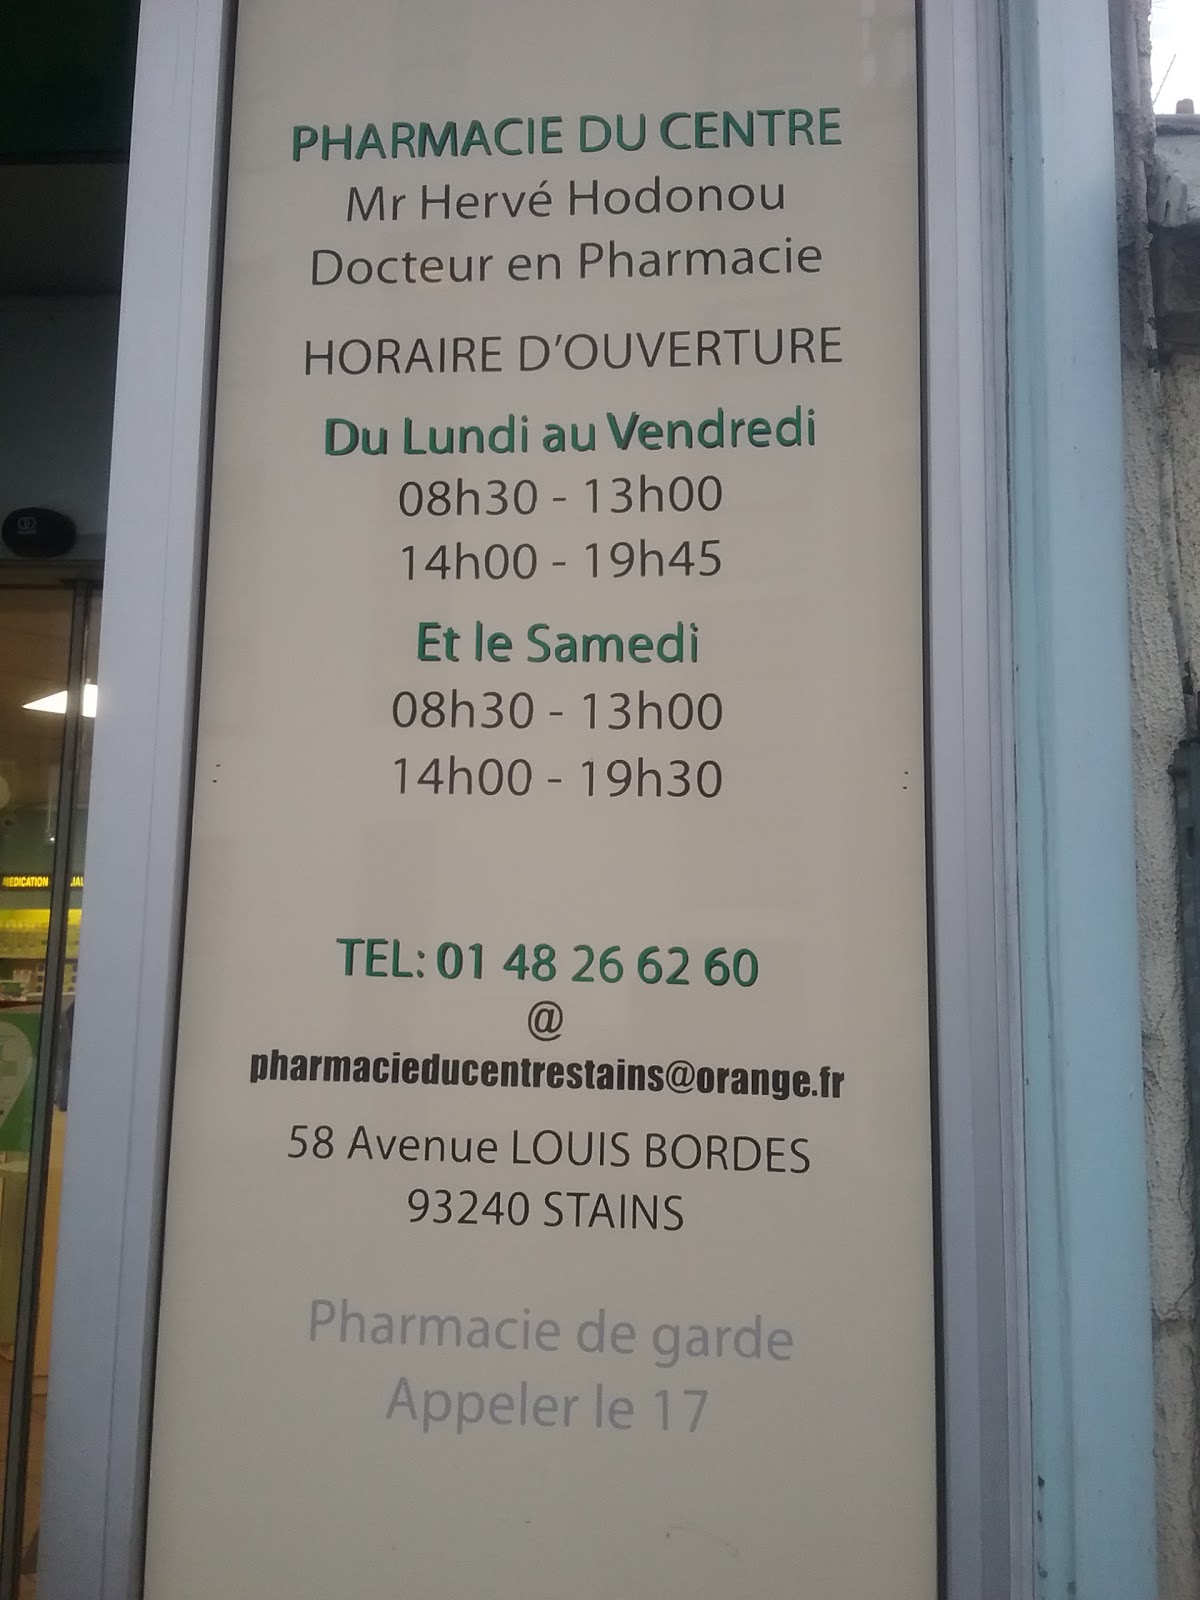 PHARMACIE DU CENTRE
Mr Hervé Hodonou
Docteur en Pharmacie
HORAIRE D'OUVERTURE
Du Lundi au Vendredi
08h30 - 13h00
14h00 - 19h45
Et le Samedi
08h30 - 13h00
14h00 - 19h30
MEDICATION
TEL: 01 48 26 62 60
@
pharmacieducentrestains@orange.fr
58 Avenue LOUIS BORDES
93240 STAINS
Pharmacie de garde
Appeler le 17